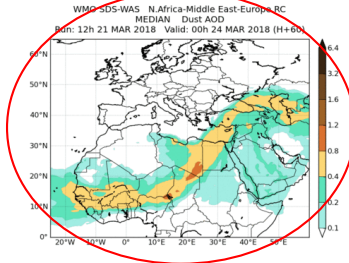 WMO SDS-WAS N.Africa-Middle East-Europe RC
MEDIAN Dust AOD
Run: 12h 21 MAR 2018 Valid: 00h 24 MAR 2018 (H+60)
60°N
50°N
40°N
30°N
20°N
10°N
0°
20°W 10°W 0° 10°E 20°E 30°E 40°E 50°E
6.4
3.2
1.6
1.2
0.8
0.4
0.2
0.1